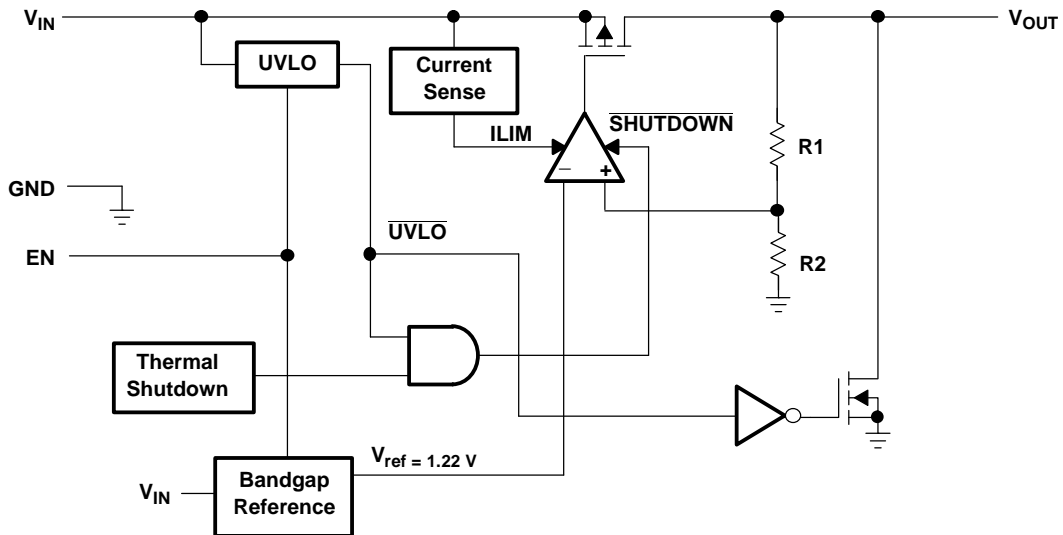 VIN
VOUT
UVLO
Current
Sense
SHUTDOWN
ILIM
R1
− +
GND
UVLO
EN
R2
Thermal
Shutdown
Vref = 1.22 V
Bandgap
Reference
VIN